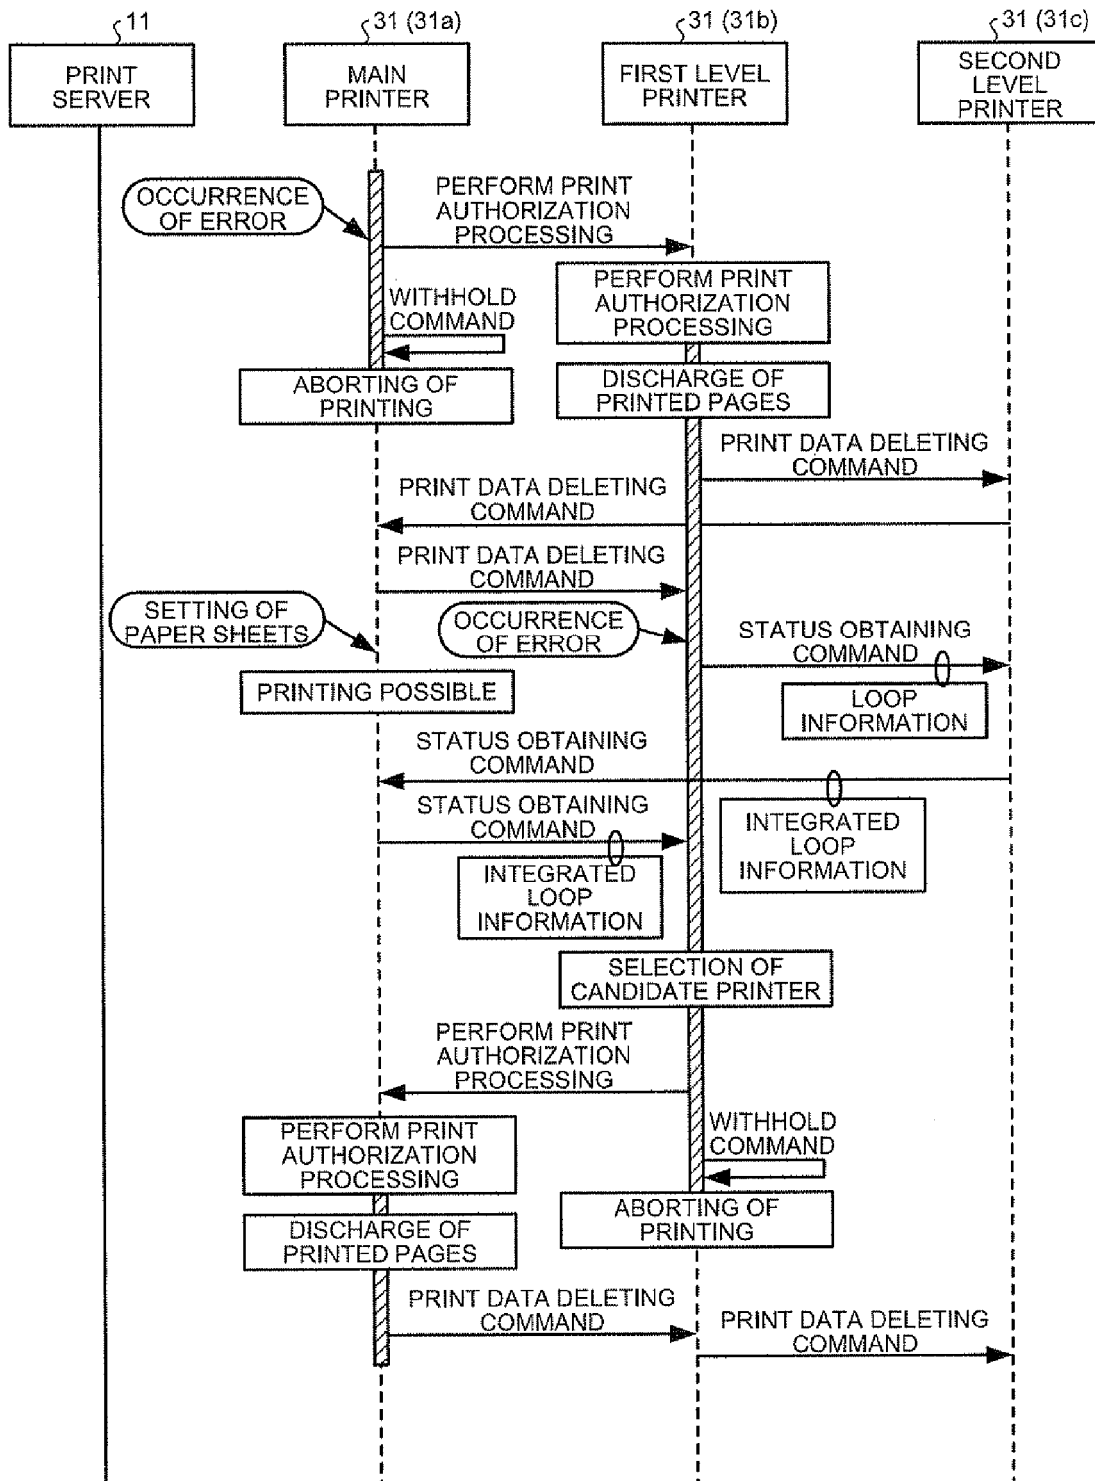 11
31 (31a)
31 (31b)
31 (31c)
PRINT
SERVER
MAIN
PRINTER
FIRST LEVEL
PRINTER
SECOND
LEVEL
PRINTER
OCCURRENCE
OF ERROR
PERFORM PRINT
AUTHORIZATION
PROCESSING
PERFORM PRINT
AUTHORIZATION
PROCESSING
WITHHOLD
COMMAND
ABORTING OF
PRINTING
DISCHARGE OF
PRINTED PAGES
PRINT DATA DELETING
COMMAND
PRINT DATA DELETING
COMMAND
PRINT DATA DELETING
COMMAND
SETTING OF
PAPER SHEETS
OCCURRENCE
OF ERROR
STATUS OBTAINING
COMMAND
PRINTING POSSIBLE
LOOP
INFORMATION
STATUS OBTAINING
COMMAND
STATUS OBTAINING
COMMAND
INTEGRATED
LOOP
INFORMATION
INTEGRATED
LOOP
INFORMATION
SELECTION OF
CANDIDATE PRINTER
PERFORM PRINT
AUTHORIZATION
PROCESSING
PERFORM PRINT
AUTHORIZATION
PROCESSING
WITHHOLD
COMMAND
ABORTING OF
PRINTING
DISCHARGE OF
PRINTED PAGES
PRINT DATA DELETING
COMMAND
PRINT DATA DELETING
COMMAND